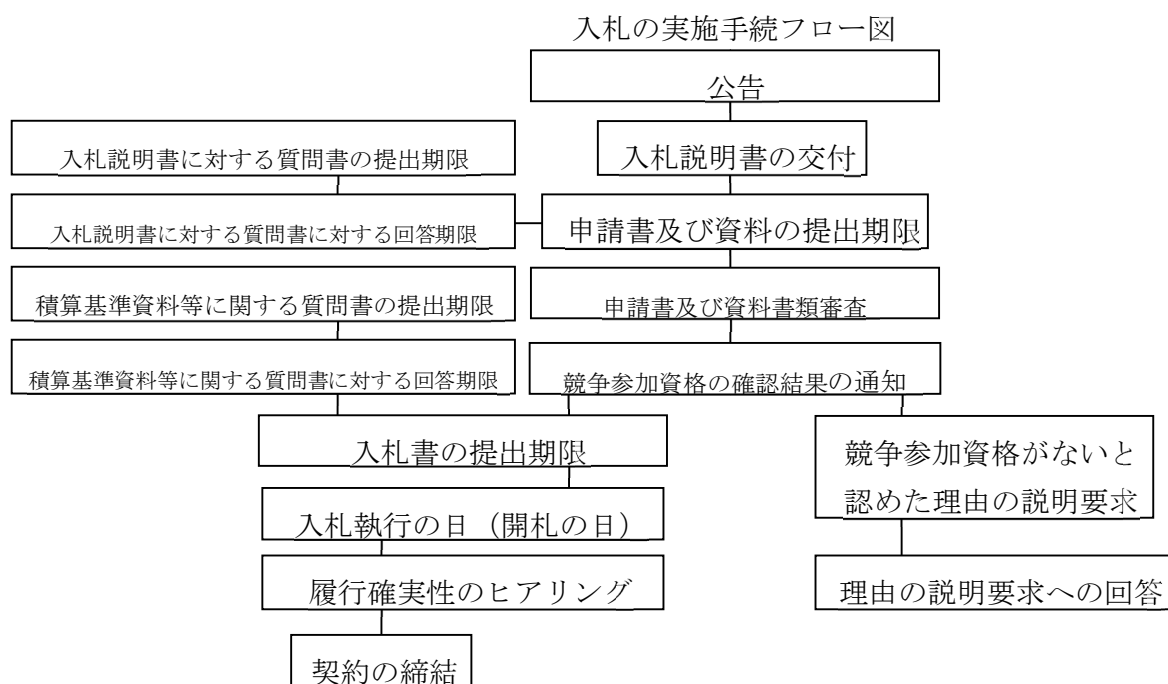 入札の実施手続フロー図
公告
入札説明書に対する質問書の提出期限
入札説明書の交付
入札説明書に対する質問書に対する回答期限
申請書及び資料の提出期限
積算基準資料等に関する質問書の提出期限
申請書及び資料書類審査
積算基準資料等に関する質問書に対する回答期限
競争参加資格の確認結果の通知
入札書の提出期限
競争参加資格がないと
認めた理由の説明要求
入札執行の日（開札の日）
履行確実性のヒアリング
理由の説明要求への回答
契約の締結